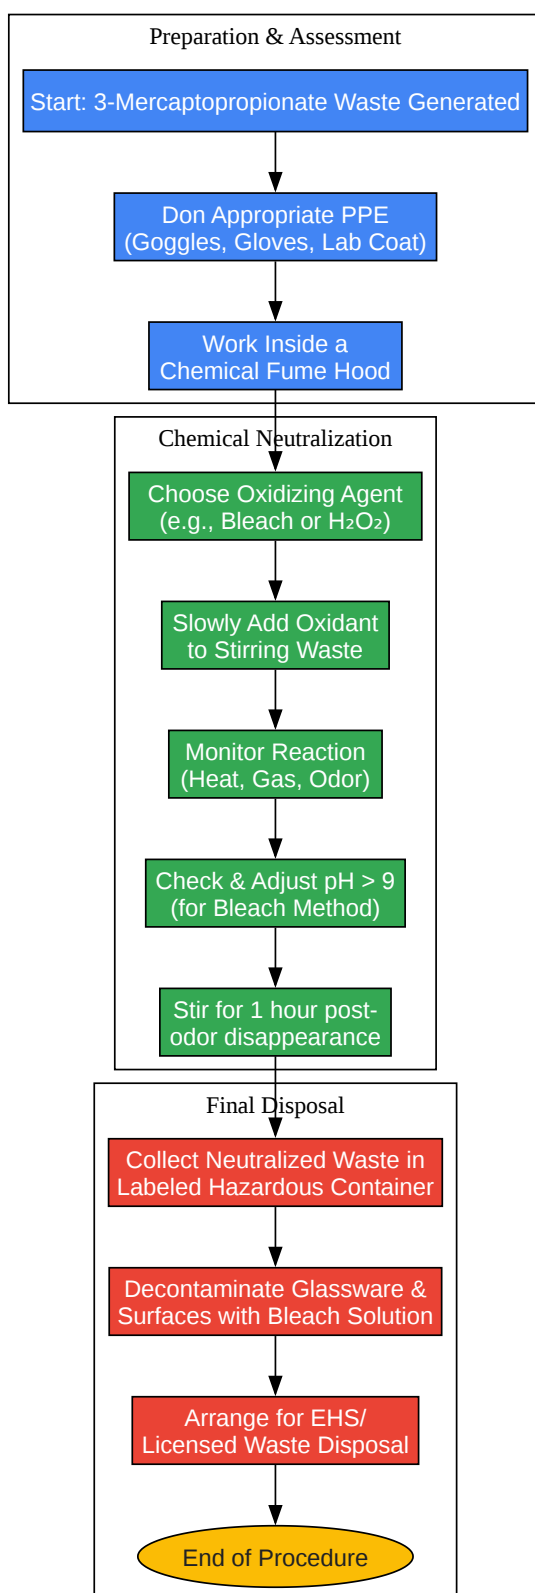 Preparation & Assessment
Start: 3-Mercaptopropionate Waste Generated
Don Appropriate PPE
(Goggles, Gloves, Lab Coat)
Work Inside a
Chemical Fume Hood
Chemical Neutralization
Choose Oxidizing Agent
(e.g., Bleach or H₂O₂)
Slowly Add Oxidant
to Stirring Waste
Monitor Reaction
(Heat, Gas, Odor)
Check & Adjust pH > 9
(for Bleach Method)
Stir for 1 hour post-
odor disappearance
Final Disposal
Collect Neutralized Waste in
Labeled Hazardous Container
Decontaminate Glassware &
Surfaces with Bleach Solution
Arrange for EHS/
Licensed Waste Disposal
End of Procedure